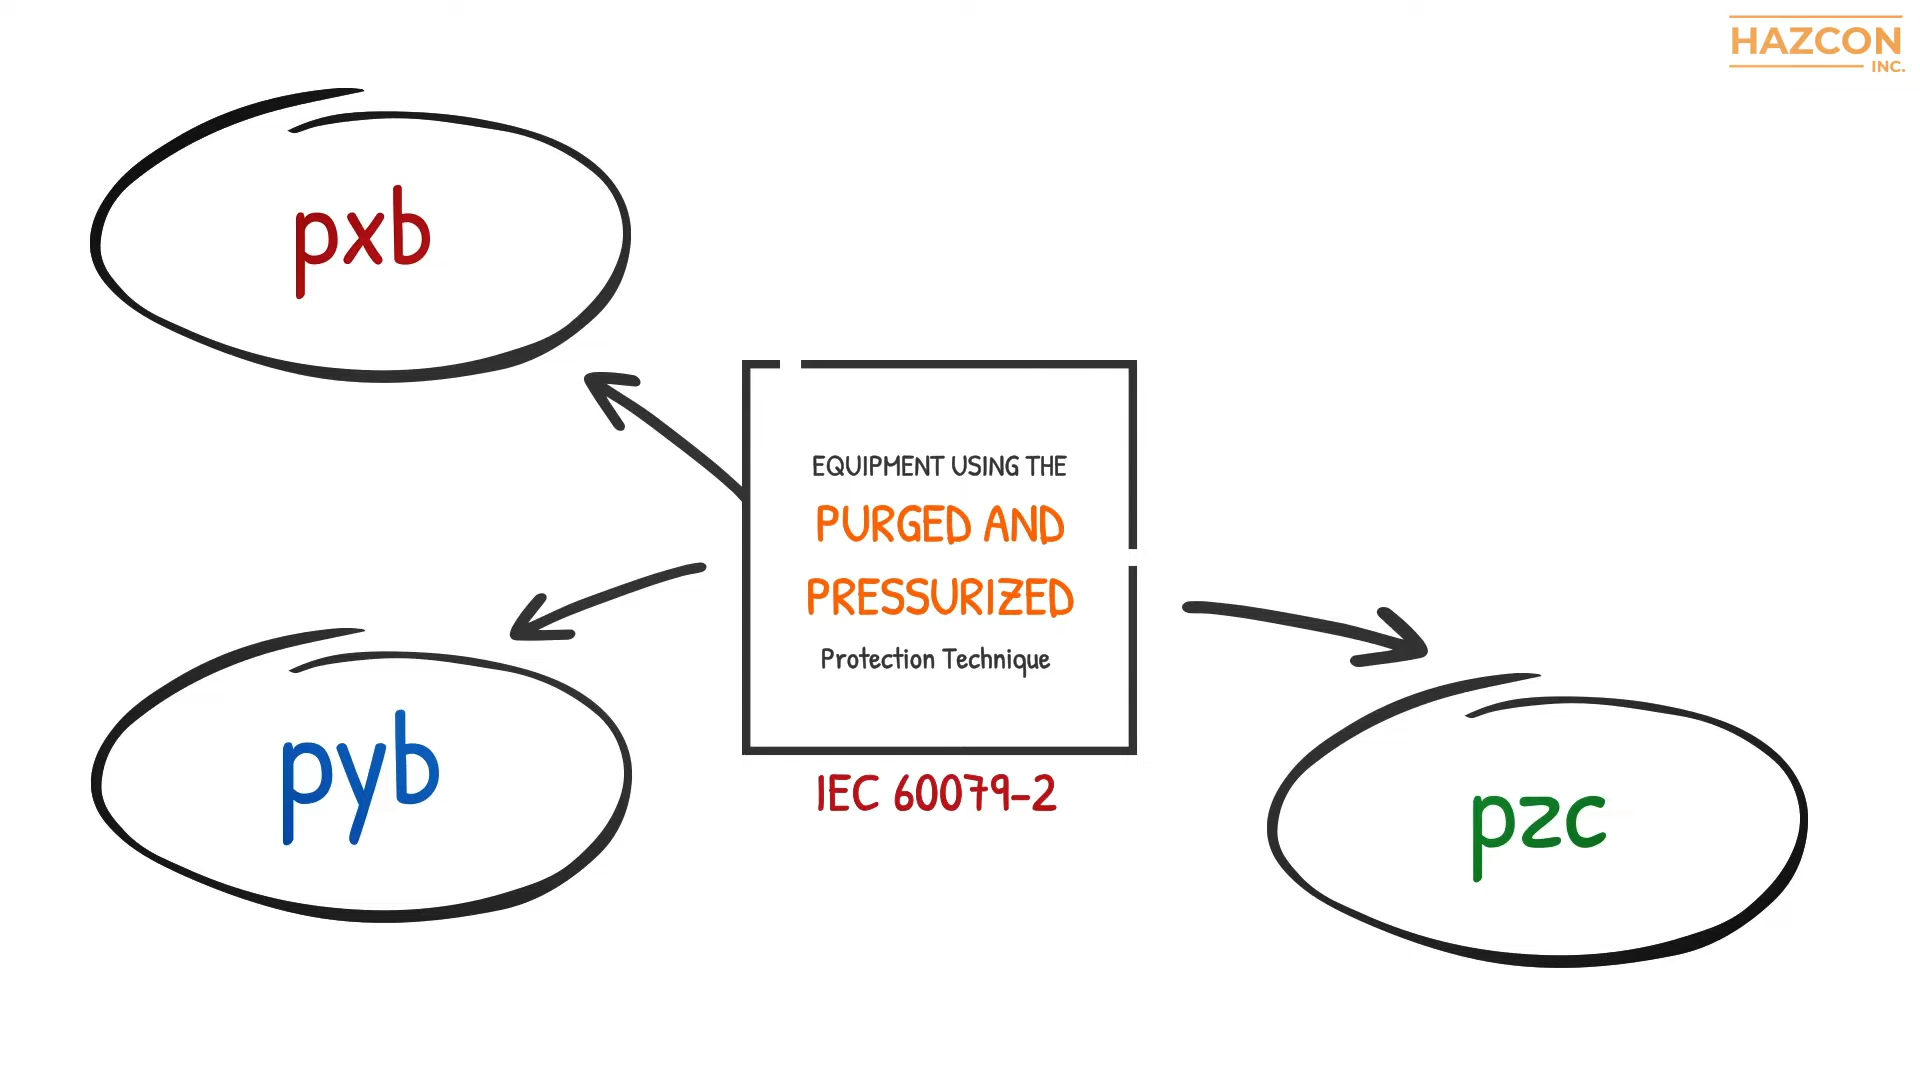 HAZCON
INC.
pxb
EQUIPMENT USING THE
PURGED AND
PRESSURIZED
Protection Technique
IEC 60079-2
pyb
pzc